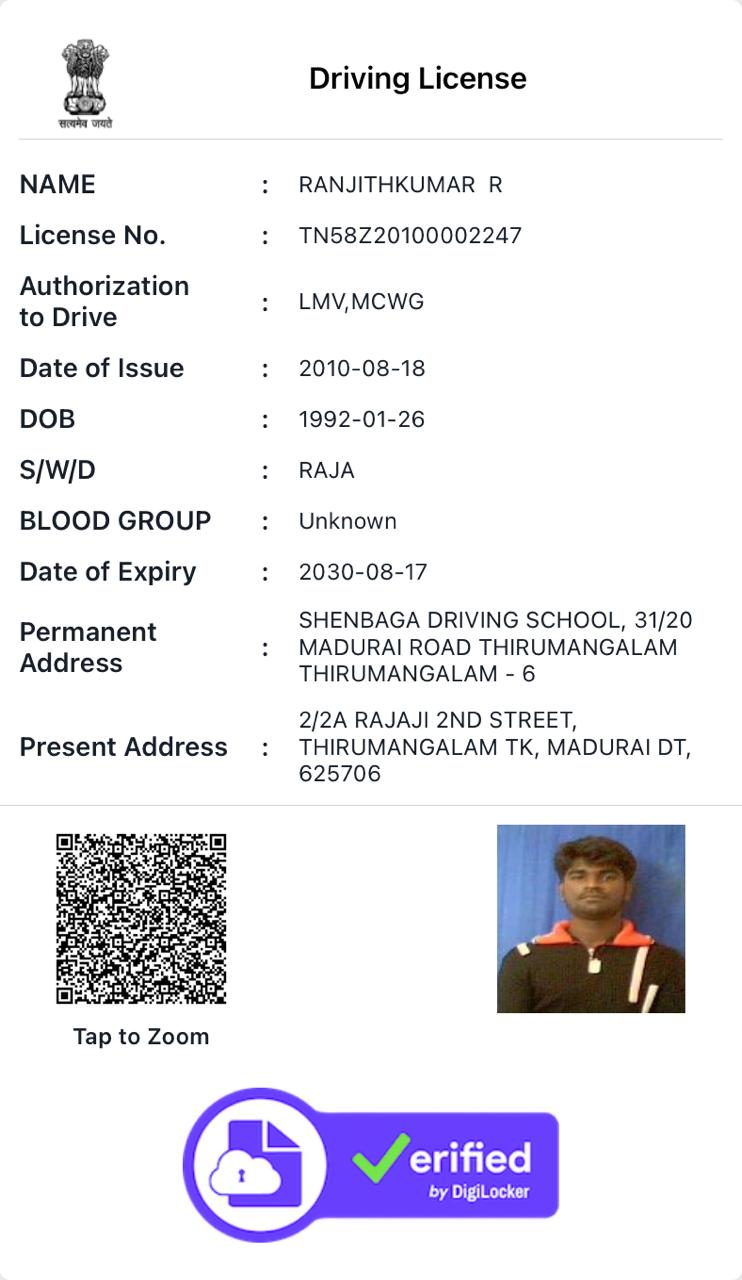 सत्यमेव जयते
Driving License
NAME : RANJITHKUMAR R
License No. : TN58Z20100002247
Authorization
to Drive : LMV,MCWG
Date of Issue : 2010-08-18
DOB : 1992-01-26
S/W/D : RAJA
BLOOD GROUP : Unknown
Date of Expiry : 2030-08-17
Permanent
Address : SHENBAGA DRIVING SCHOOL, 31/20
MADURAI ROAD THIRUMANGALAM
THIRUMANGALAM - 6
Present Address : 2/2A RAJAJI 2ND STREET,
THIRUMANGALAM TK, MADURAI DT,
625706
Tap to Zoom
Verified
by DigiLocker